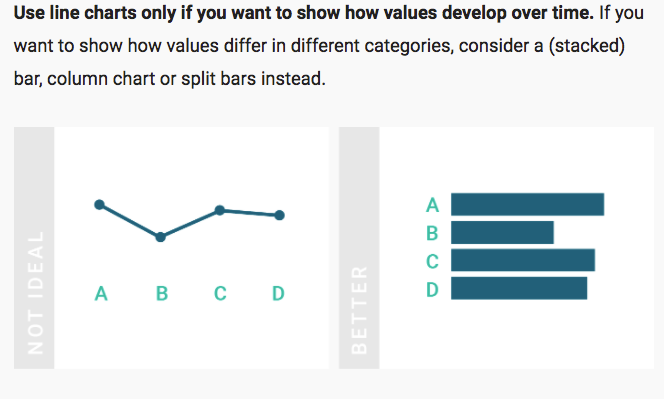 Use line charts only if you want to show how values develop over time. If you
want to show how values differ in different categories, consider a (stacked)
bar, column chart or split bars instead.
NOT IDEAL
A B C D
BETTER
A
B
C
D